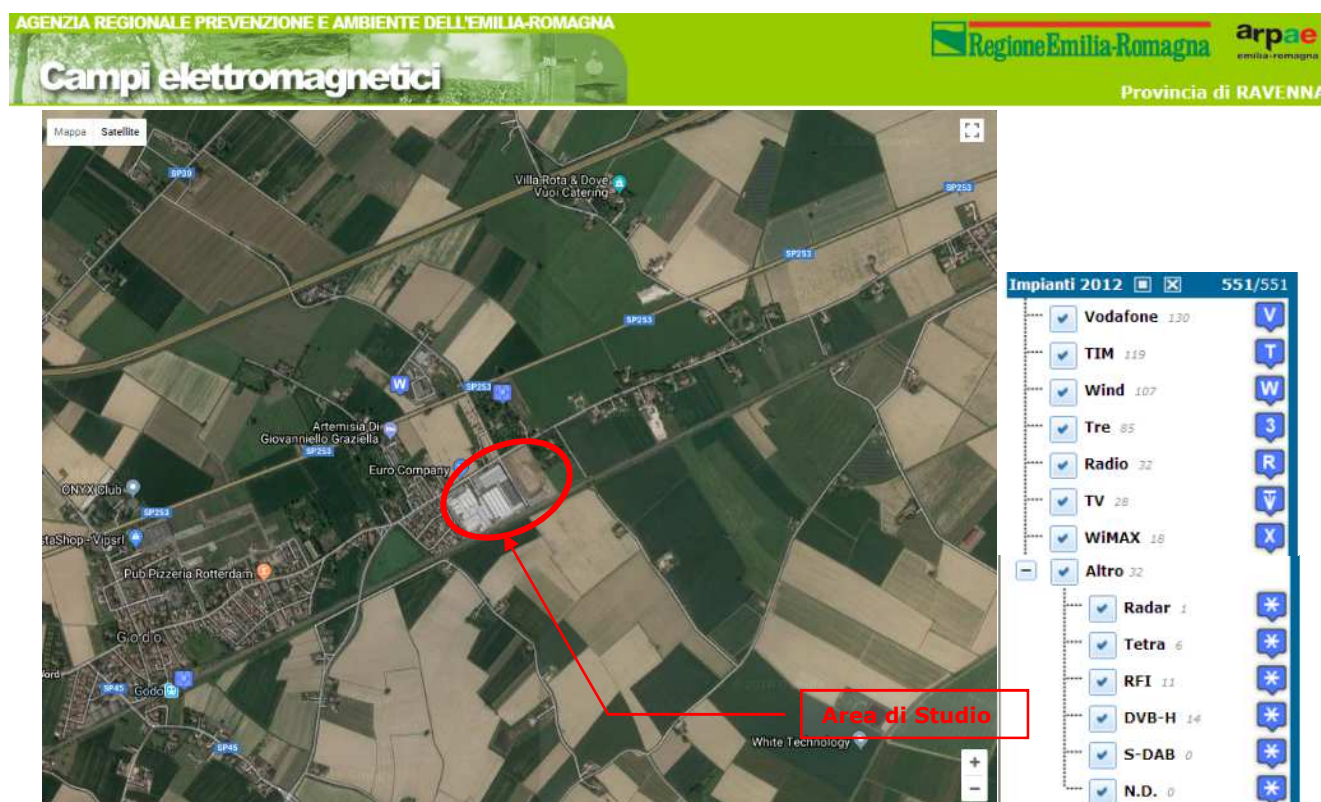 AGENZIA REGIONALE PREVENZIONE E AMBIENTE DELL'EMILIA-ROMAGNA
Campi elettromagnetici
RegioneEmilia-Romagna
arpae
emilia-romagna
Provincia di RAVENNA
Mappa Satellite
SP39
Villa Rota & Dove
Vuoi Catering
SP253
SP253
SP253
W
SP253
Artemisia Di
Giovanniello Graziella
SP253
Euro Company
ONYX Club
SP253
staShop - Vipsrl
Pub Pizzeria Rotterdam
Godo
SP45
Area di Studio
White Technology
SP45
+
−
Impianti 2012 551/551
Vodafone 130 V
TIM 119 T
Wind 107 W
Tre 85 3
Radio 32 R
TV 28
WiMAX 18 X
Altro 32
Radar 1
Tetra 6
RFI 11
DVB-H 14
S-DAB 0
N.D. 0